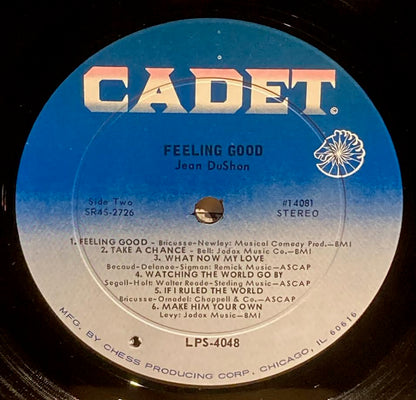 CADET
©
FEELING GOOD
Jean DuShon
Side Two
SR4S-2726
#14081
STEREO
1. FEELING GOOD - Bricusse-Newley: Musical Comedy Prod.-BMI
2. TAKE A CHANCE - Bell: Jodax Music Co.-BMI
3. WHAT NOW MY LOVE
Becaud-Delanoe-Sigman: Remick Music-ASCAP
4. WATCHING THE WORLD GO BY
Segall-Holt: Walter Reade-Sterling Music-ASCAP
5. IF I RULED THE WORLD
Bricusse-Ornadel: Chappell & Co.-ASCAP
6. MAKE HIM YOUR OWN
Levy: Jodax Music-BMI
LPS-4048
MFG. BY CHESS PRODUCING CORP. CHICAGO, IL 60616